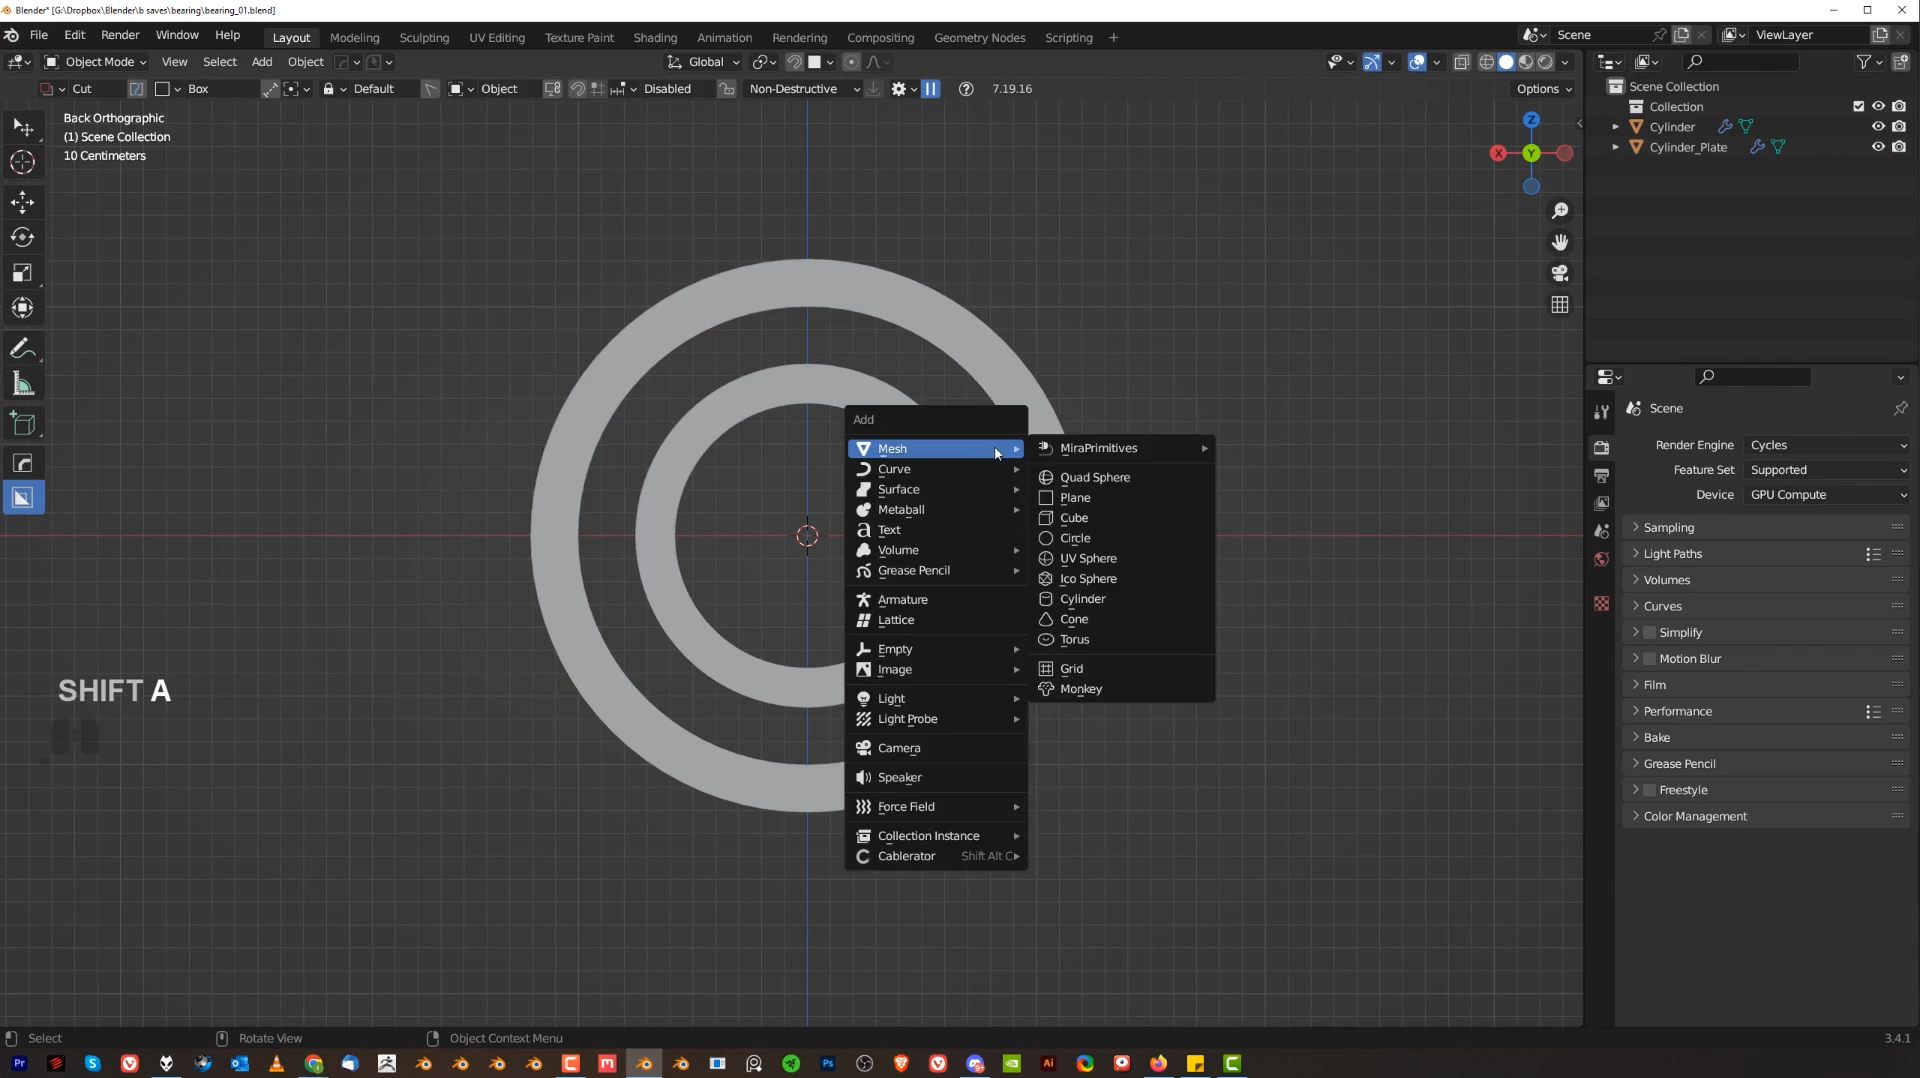 Blender* [G:\Dropbox\Blender\b saves\bearing\bearing_01.blend]
File Edit Render Window Help Layout Modeling Sculpting UV Editing Texture Paint Shading Animation Rendering Compositing Geometry Nodes Scripting + Scene ViewLayer
Object Mode View Select Add Object Global
Cut Box Default Object Disabled Non-Destructive 7.19.16 Options
Back Orthographic
(1) Scene Collection
10 Centimeters
Z
X
Y
Scene Collection
Collection
Cylinder
Cylinder_Plate
Add
Mesh
Curve
Surface
Metaball
Text
Volume
Grease Pencil
Armature
Lattice
Empty
Image
Light
Light Probe
Camera
Speaker
Force Field
Collection Instance
Cablerator Shift Alt C
MiraPrimitives
Quad Sphere
Plane
Cube
Circle
UV Sphere
Ico Sphere
Cylinder
Cone
Torus
Grid
Monkey
SHIFT A
Scene
Render Engine Cycles
Feature Set Supported
Device GPU Compute
Sampling
Light Paths
Volumes
Curves
Simplify
Motion Blur
Film
Performance
Bake
Grease Pencil
Freestyle
Color Management
Select Rotate View Object Context Menu 3.4.1
Pr
Ps
Ai